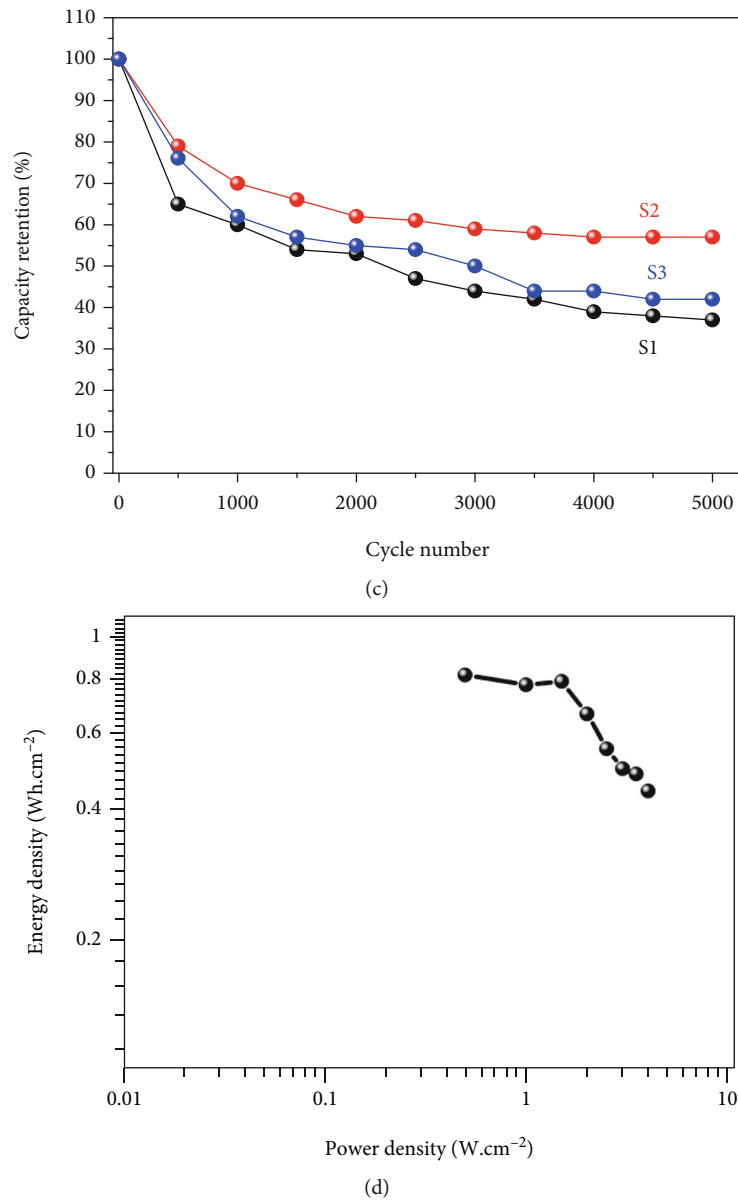 110
100
90
80
70
60
50
40
30
20
10
0
Capacity retention (%)
S2
S3
S1
0 1000 2000 3000 4000 5000
Cycle number
(c)
1
0.8
0.6
0.4
0.2
Energy density (Wh.cm⁻²)
0.01 0.1 1 10
Power density (W.cm⁻²)
(d)